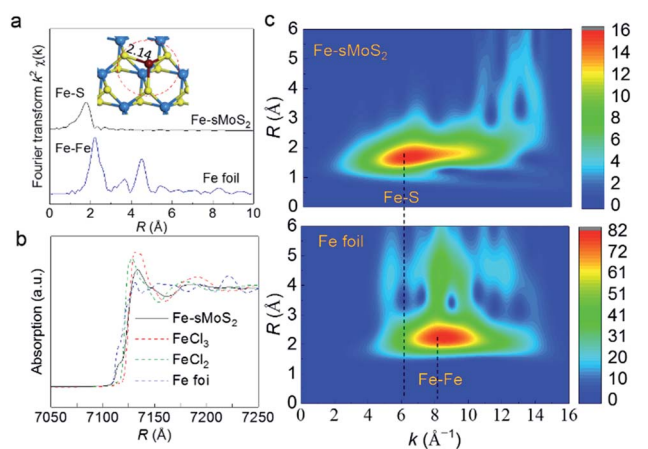 a
2.14
Fe-S
Fe-sMoS2
Fe-Fe
Fe foil
Fourier transform k² χ(k)
0 2 4 6 8 10
R (Å)
b
Absorption (a.u.)
Fe-sMoS2
FeCl3
FeCl2
Fe foi
7050 7100 7150 7200 7250
R (Å)
c
Fe-sMoS2
R (Å)
6
5
4
3
2
1
0
Fe-S
16
14
12
10
8
6
4
2
0
Fe foil
R (Å)
6
5
4
3
2
1
0
Fe-Fe
0 2 4 6 8 10 12 14 16
k (Å⁻¹)
82
71
61
51
41
31
20
10
0